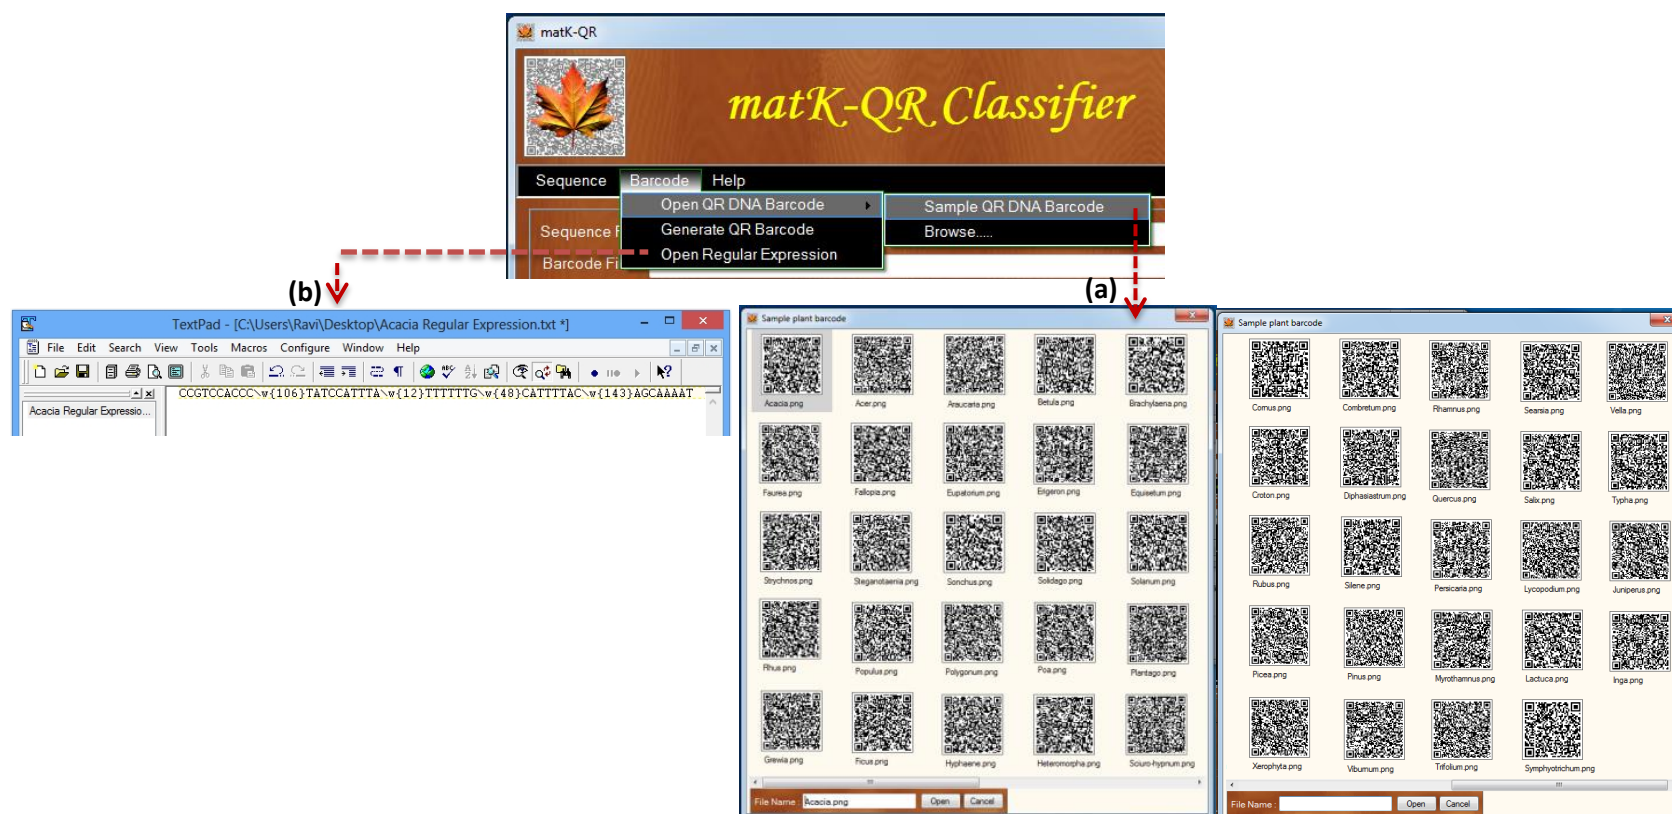 matK-QR
matK-QR Classifier
Sequence Barcode Help
Open QR DNA Barcode
Sample QR DNA Barcode
Sequence F
Generate QR Barcode
Browse.....
Barcode Fi
Open Regular Expression
(b)
(a)
TextPad - [C:\Users\Ravi\Desktop\Acacia Regular Expression.txt *]
File Edit Search View Tools Macros Configure Window Help
CCGTCCACCC\w{106}TATCCATTTA\w{12}TTTTTTG\w{48}CATTTTAC\w{143}AGCAAAAT
Acacia Regular Expressio...
Sample plant barcode
Acacia.png Acer.png Araucaria.png Betula.png Brachylaena.png
Faurea.png Fallopia.png Eupatorium.png Erigeron.png Equisetum.png
Strychnos.png Steganotaenia.png Sonchus.png Solidago.png Solanum.png
Rhus.png Populus.png Polygonum.png Poa.png Plantago.png
Grewia.png Ficus.png Hyphaene.png Heteromorpha.png Sciuro-hypnum.png
File Name : Acacia.png Open Cancel
Sample plant barcode
Cornus.png Combretum.png Rhamnus.png Searsia.png Vella.png
Croton.png Diphasiastrum.png Quercus.png Salix.png Typha.png
Rubus.png Silene.png Persicaria.png Lycopodium.png Juniperus.png
Picea.png Pinus.png Myrothamnus.png Lactuca.png Inga.png
Xerophyta.png Viburnum.png Trifolium.png Symphyotrichum.png
File Name : Open Cancel